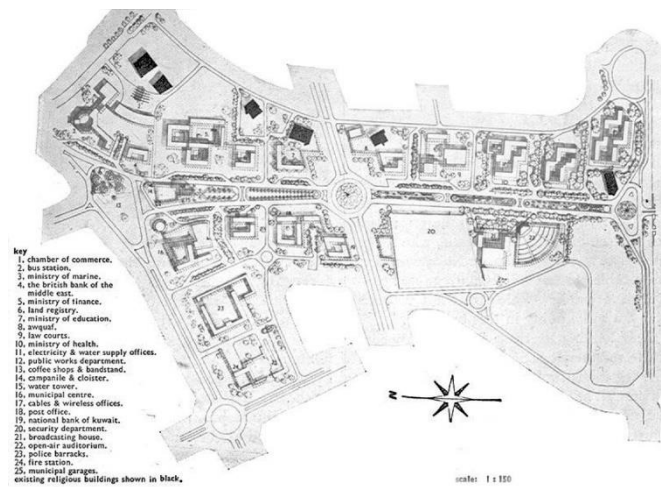 key
1, chamber of commerce.
2, bus station.
3, ministry of marine.
4, the british bank of the
middle east.
5, ministry of finance.
6, land registry.
7, ministry of education.
8, awquaf.
9, law courts.
10, ministry of health.
11, electricity & water supply offices.
12, public works department.
13, coffee shops & bandstand.
14, campanile & cloister.
15, water tower.
16, municipal centre.
17, cables & wireless offices.
18, post office.
19, national bank of kuwait.
20, security department.
21, broadcasting house.
22, open-air auditorium.
23, police barracks.
24, fire station.
25, municipal garages.
existing religious buildings shown in black.
N
scale: 1 : 150
20
23
13